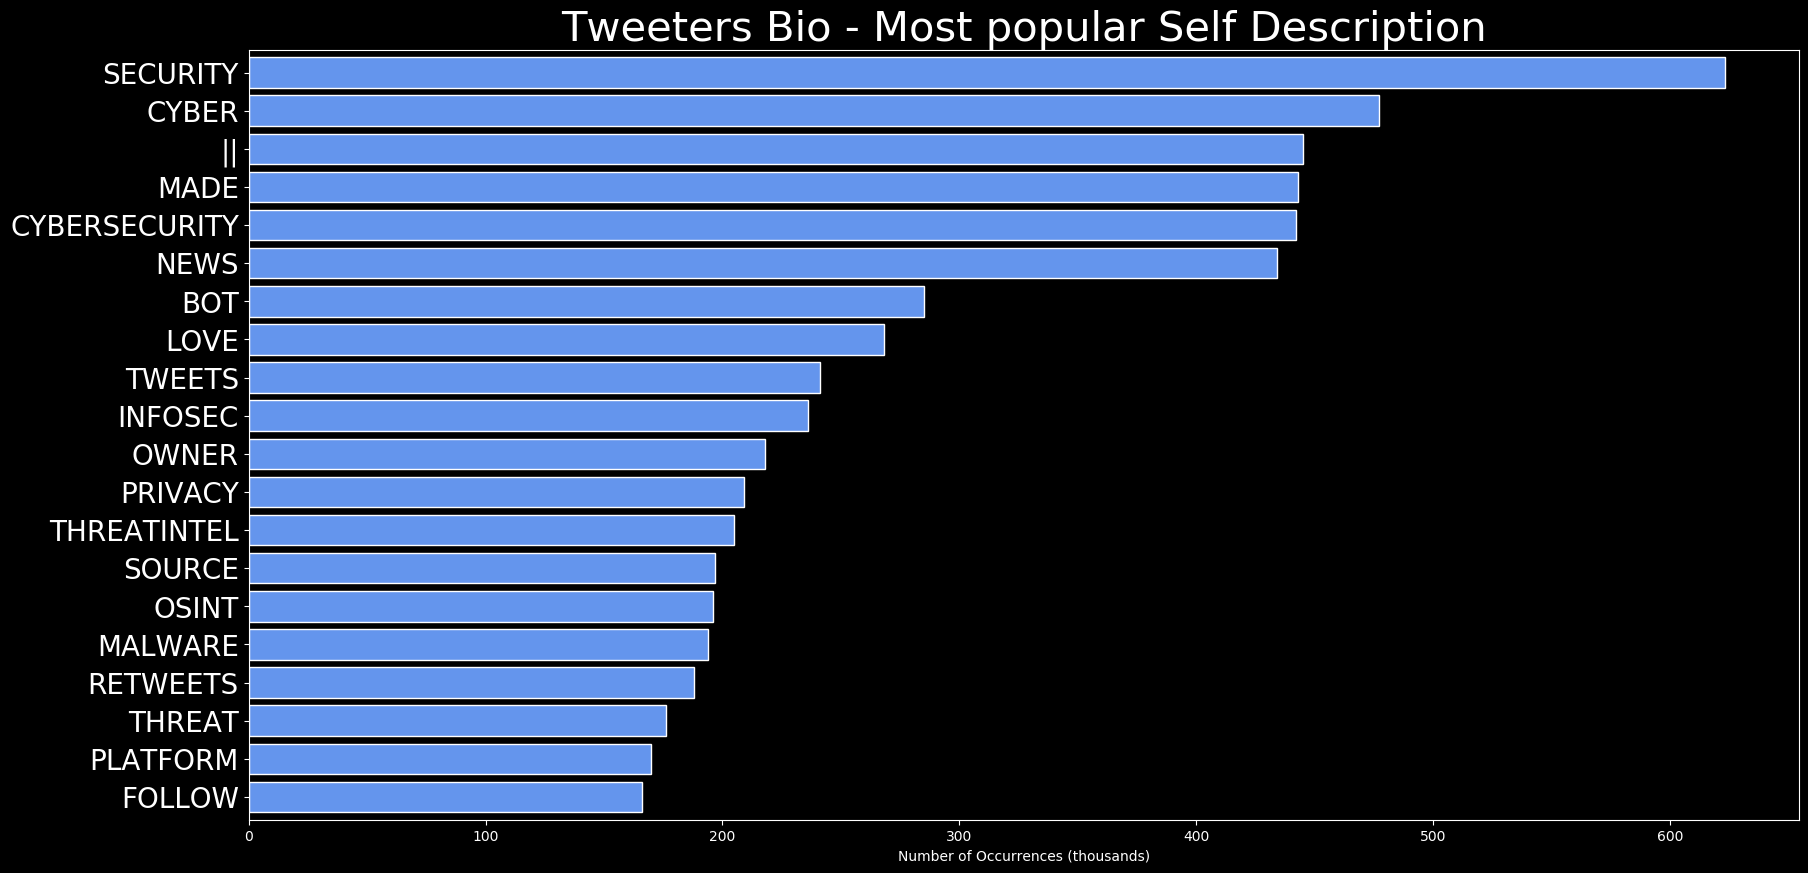 Tweeters Bio - Most popular Self Description
SECURITY
CYBER
||
MADE
CYBERSECURITY
NEWS
BOT
LOVE
TWEETS
INFOSEC
OWNER
PRIVACY
THREATINTEL
SOURCE
OSINT
MALWARE
RETWEETS
THREAT
PLATFORM
FOLLOW
0 100 200 300 400 500 600
Number of Occurrences (thousands)